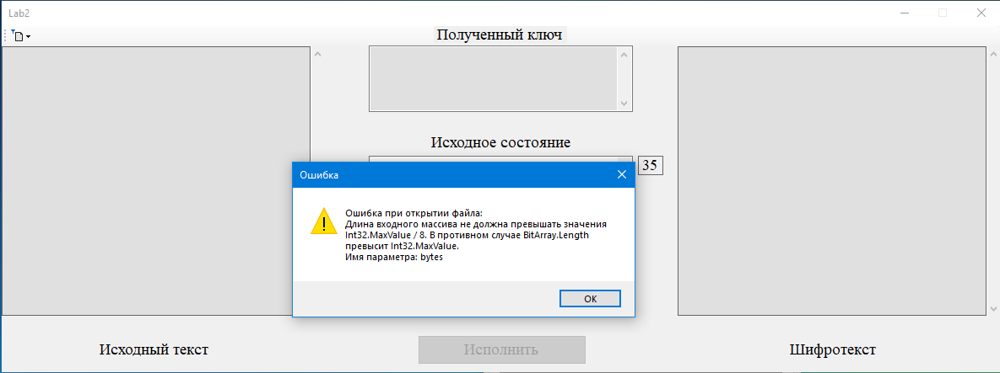 Lab2
Полученный ключ
Исходное состояние
35
Ошибка
Ошибка при открытии файла:
Длина входного массива не должна превышать значения
Int32.MaxValue / 8. В противном случае BitArray.Length
превысит Int32.MaxValue.
Имя параметра: bytes
OK
Исходный текст
Исполнить
Шифротекст